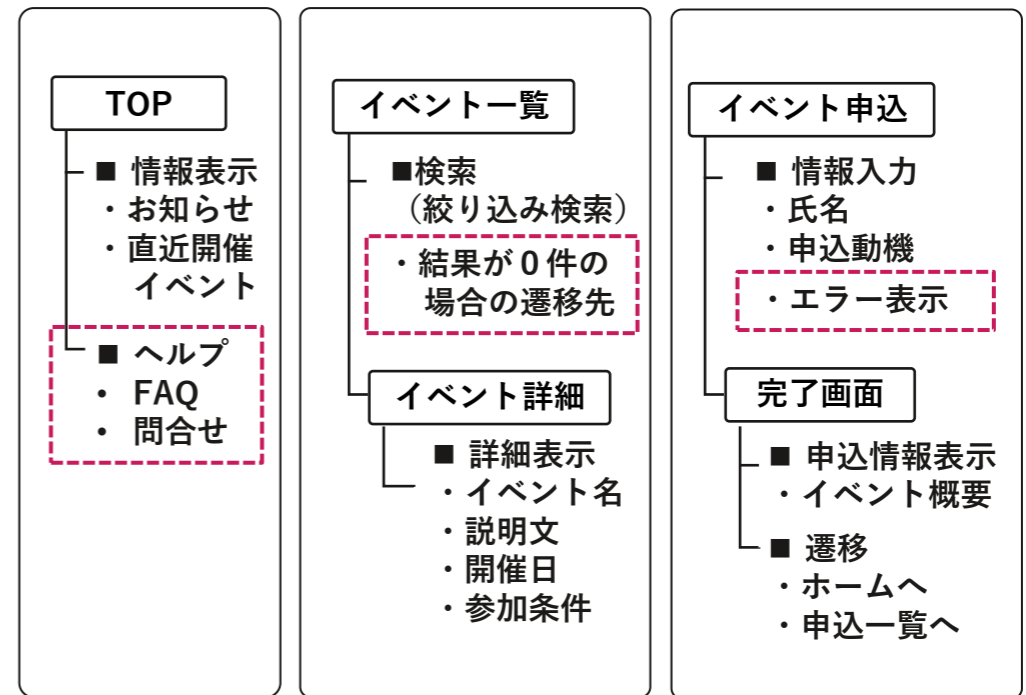 TOP
■ 情報表示
・お知らせ
・直近開催
イベント
■ ヘルプ
・ FAQ
・ 問合せ
イベント一覧
■検索
（絞り込み検索）
・結果が０件の
場合の遷移先
イベント詳細
■ 詳細表示
・イベント名
・説明文
・開催日
・参加条件
イベント申込
■ 情報入力
・氏名
・申込動機
・エラー表示
完了画面
■ 申込情報表示
・イベント概要
■ 遷移
・ホームへ
・申込一覧へ